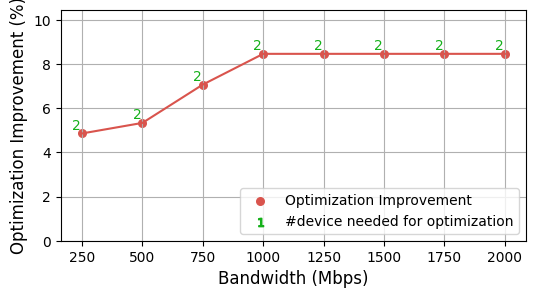 Optimization Improvement (%)
10
8
6
4
2
0
2
2
2
2
2
2
2
2
Optimization Improvement
1 #device needed for optimization
250 500 750 1000 1250 1500 1750 2000
Bandwidth (Mbps)